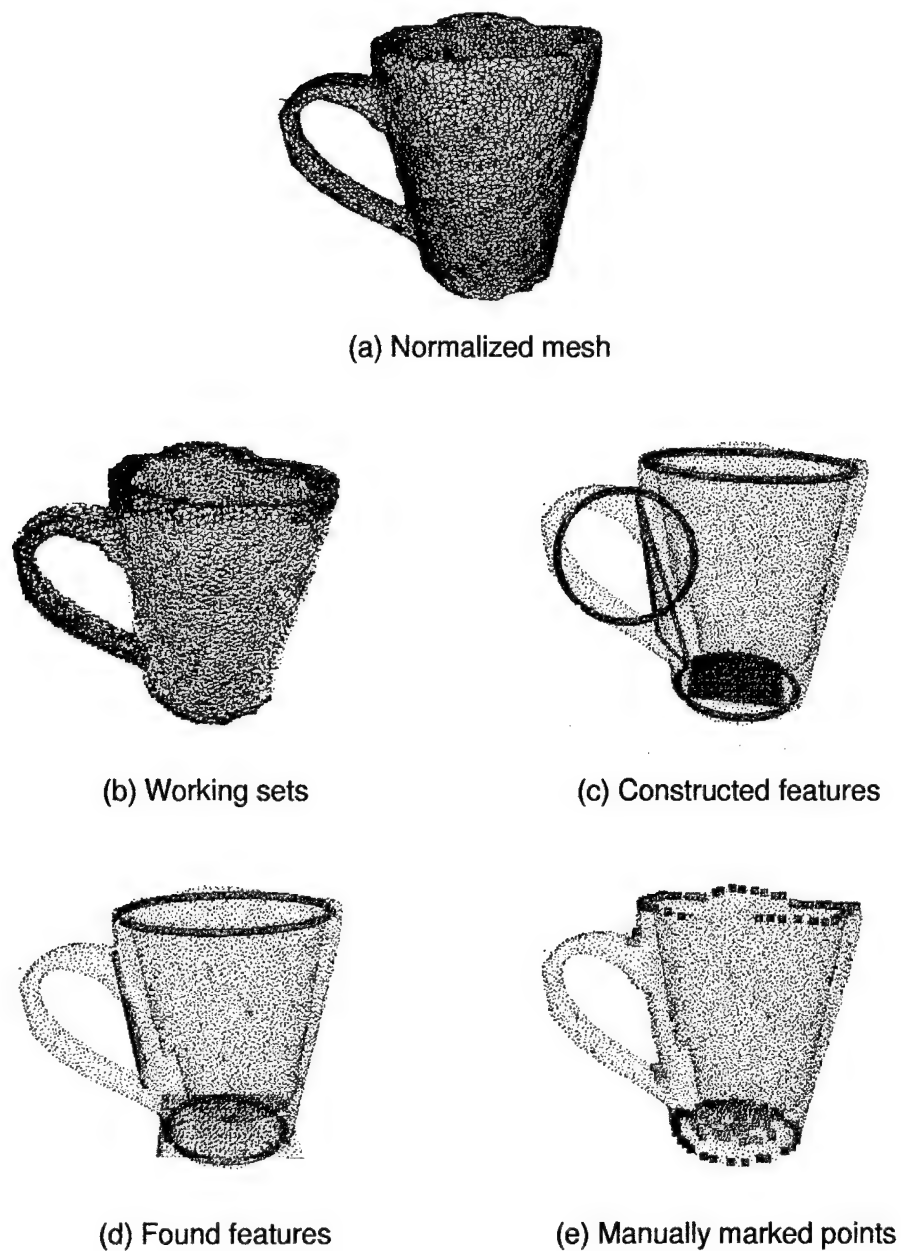 (a) Normalized mesh
(b) Working sets
(c) Constructed features
(d) Found features
(e) Manually marked points